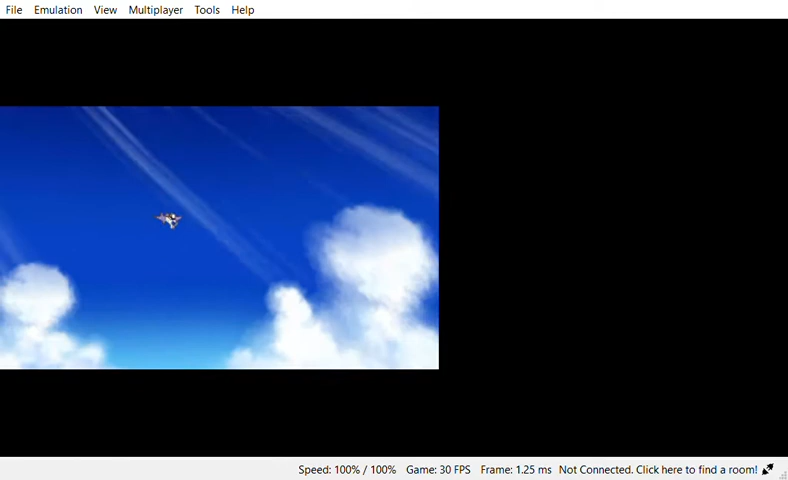 File Emulation View Multiplayer Tools Help
Speed: 100% / 100% Game: 30 FPS Frame: 1.25 ms Not Connected. Click here to find a room!